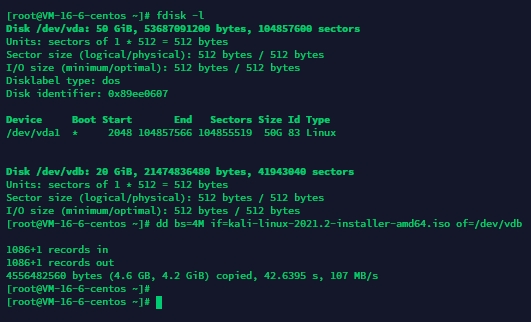 [root@VM-16-6-centos ~]# fdisk -l
Disk /dev/vda: 50 GiB, 53687091200 bytes, 104857600 sectors
Units: sectors of 1 * 512 = 512 bytes
Sector size (logical/physical): 512 bytes / 512 bytes
I/O size (minimum/optimal): 512 bytes / 512 bytes
Disklabel type: dos
Disk identifier: 0x89ee0607
Device     Boot Start       End   Sectors Size Id Type
/dev/vda1  *     2048 104857566 104855519  50G 83 Linux
Disk /dev/vdb: 20 GiB, 21474836480 bytes, 41943040 sectors
Units: sectors of 1 * 512 = 512 bytes
Sector size (logical/physical): 512 bytes / 512 bytes
I/O size (minimum/optimal): 512 bytes / 512 bytes
[root@VM-16-6-centos ~]# dd bs=4M if=kali-linux-2021.2-installer-amd64.iso of=/dev/vdb
1086+1 records in
1086+1 records out
4556482560 bytes (4.6 GB, 4.2 GiB) copied, 42.6395 s, 107 MB/s
[root@VM-16-6-centos ~]#
[root@VM-16-6-centos ~]#